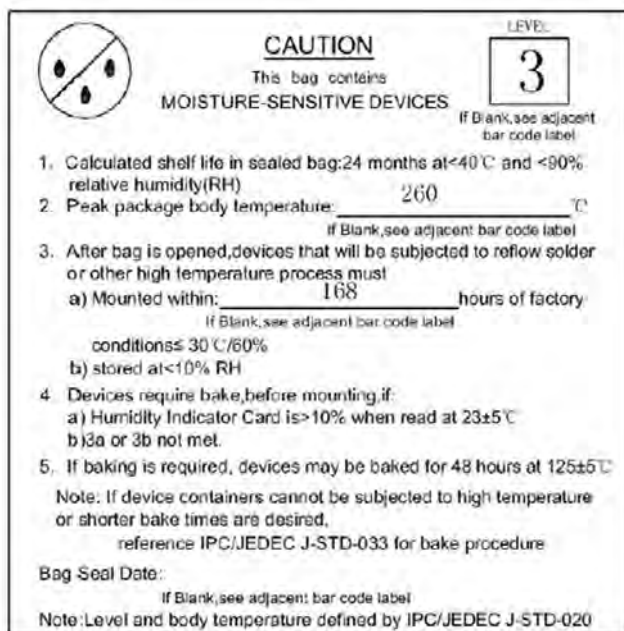 LEVEL
CAUTION
3
This bag contains
MOISTURE-SENSITIVE DEVICES
If Blank,see adjacent
bar code label
1. Calculated shelf life in sealed bag:24 months at<40℃ and <90%
relative humidity(RH)
2. Peak package body temperature: 260 ℃
If Blank,see adjacent bar code label
3. After bag is opened,devices that will be subjected to reflow solder
or other high temperature process must
a) Mounted within: 168 hours of factory
If Blank,see adjacent bar code label
conditions≤ 30℃/60%
b) stored at<10% RH
4. Devices require bake,before mounting,if:
a) Humidity Indicator Card is>10% when read at 23±5℃
b)3a or 3b not met.
5. If baking is required, devices may be baked for 48 hours at 125±5℃
Note: If device containers cannot be subjected to high temperature
or shorter bake times are desired,
reference IPC/JEDEC J-STD-033 for bake procedure
Bag Seal Date:
If Blank,see adjacent bar code label
Note:Level and body temperature defined by IPC/JEDEC J-STD-020